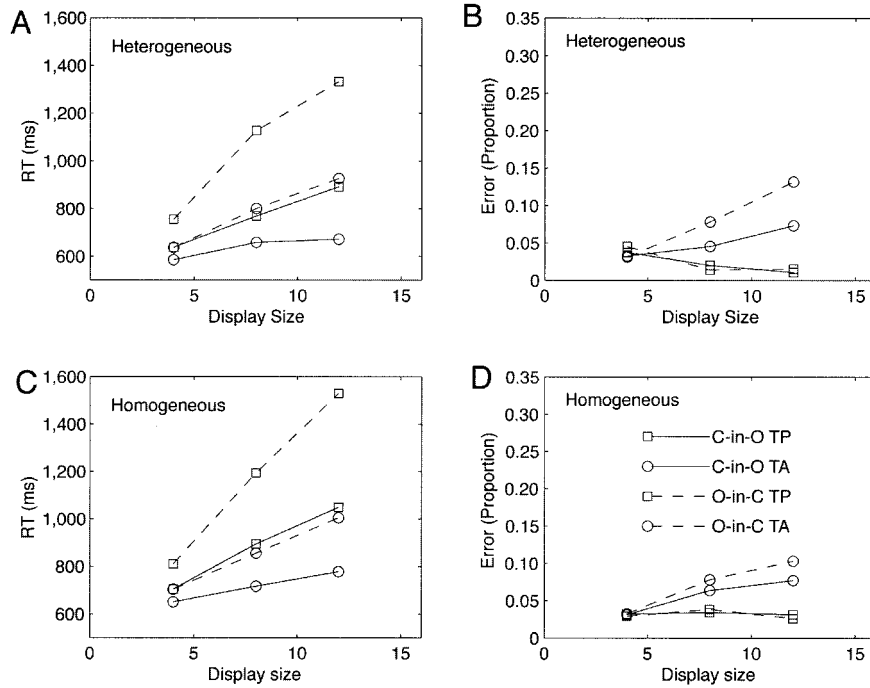 A
Heterogeneous
1,600
1,400
1,200
1,000
800
600
RT (ms)
0 5 10 15
Display Size
B
Heterogeneous
0.35
0.30
0.25
0.20
0.15
0.10
0.05
0
Error (Proportion)
0 5 10 15
Display Size
C
Homogeneous
1,600
1,400
1,200
1,000
800
600
RT (ms)
0 5 10 15
Display size
D
Homogeneous
0.35
0.30
0.25
0.20
0.15
0.10
0.05
0
Error (Proportion)
C-in-O TP
C-in-O TA
O-in-C TP
O-in-C TA
0 5 10 15
Display size